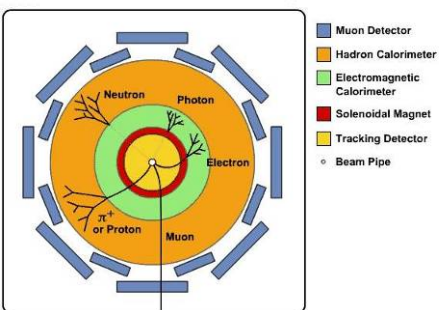 Neutron
Photon
Electron
π+
or Proton
Muon
Muon Detector
Hadron Calorimeter
Electromagnetic
Calorimeter
Solenoidal Magnet
Tracking Detector
Beam Pipe